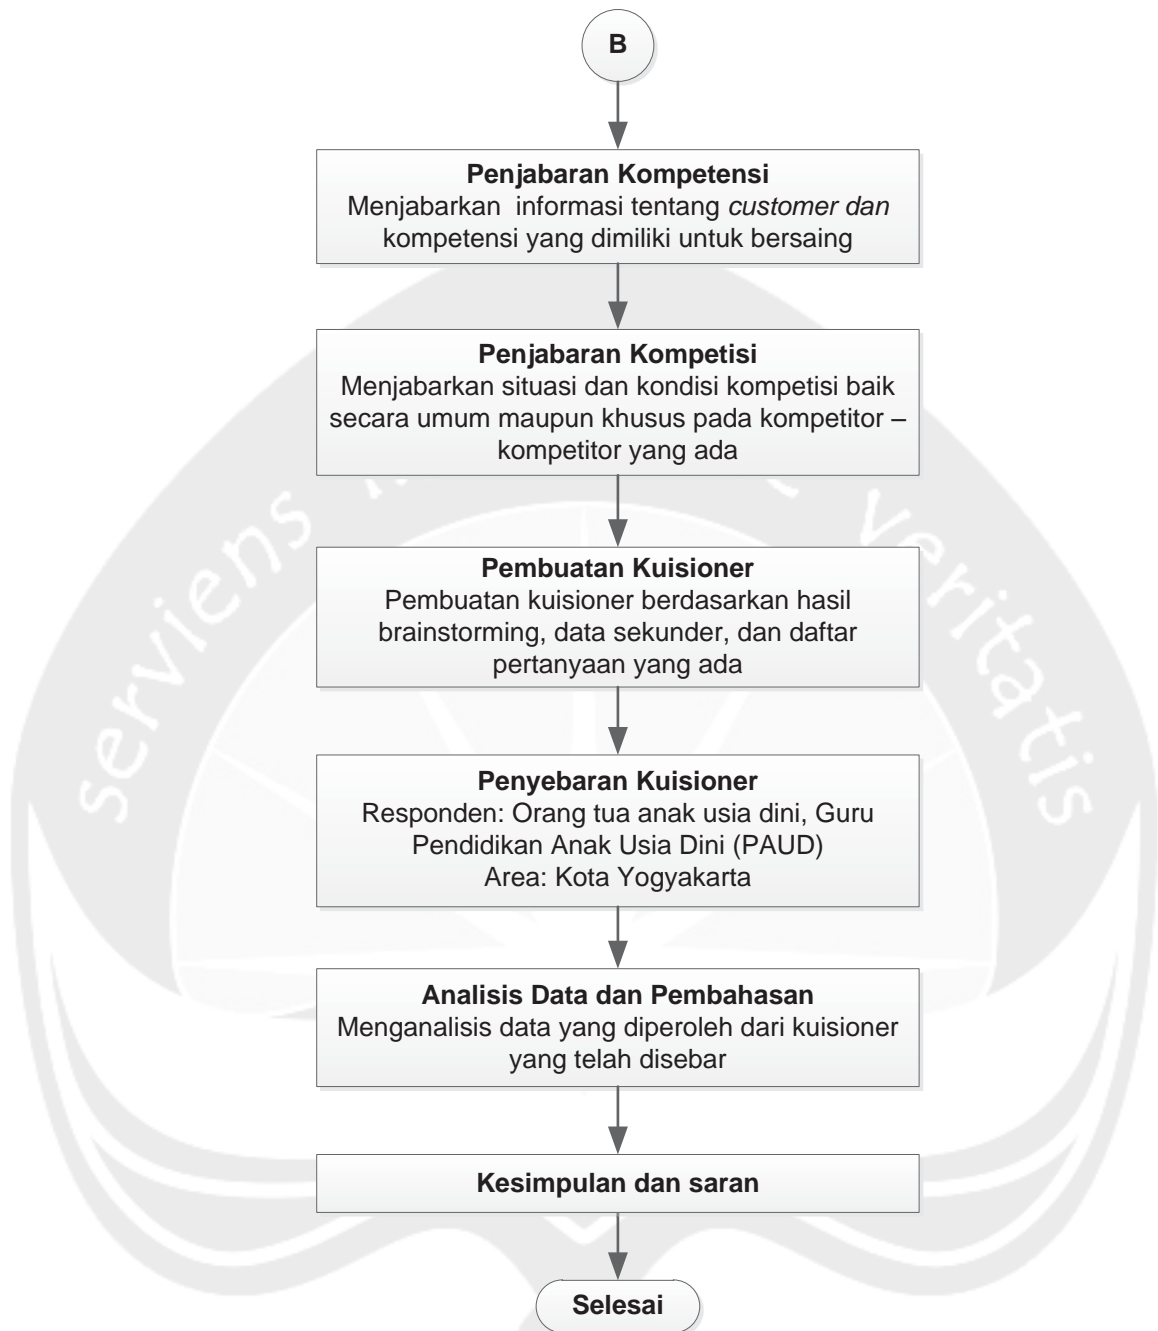 B
Penjabaran Kompetensi
Menjabarkan  informasi tentang customer dan
kompetensi yang dimiliki untuk bersaing
Penjabaran Kompetisi
Menjabarkan situasi dan kondisi kompetisi baik
secara umum maupun khusus pada kompetitor –
kompetitor yang ada
serviens
veritatis
Pembuatan Kuisioner
Pembuatan kuisioner berdasarkan hasil
brainstorming, data sekunder, dan daftar
pertanyaan yang ada
Penyebaran Kuisioner
Responden: Orang tua anak usia dini, Guru
Pendidikan Anak Usia Dini (PAUD)
Area: Kota Yogyakarta
Analisis Data dan Pembahasan
Menganalisis data yang diperoleh dari kuisioner
yang telah disebar
Kesimpulan dan saran
Selesai